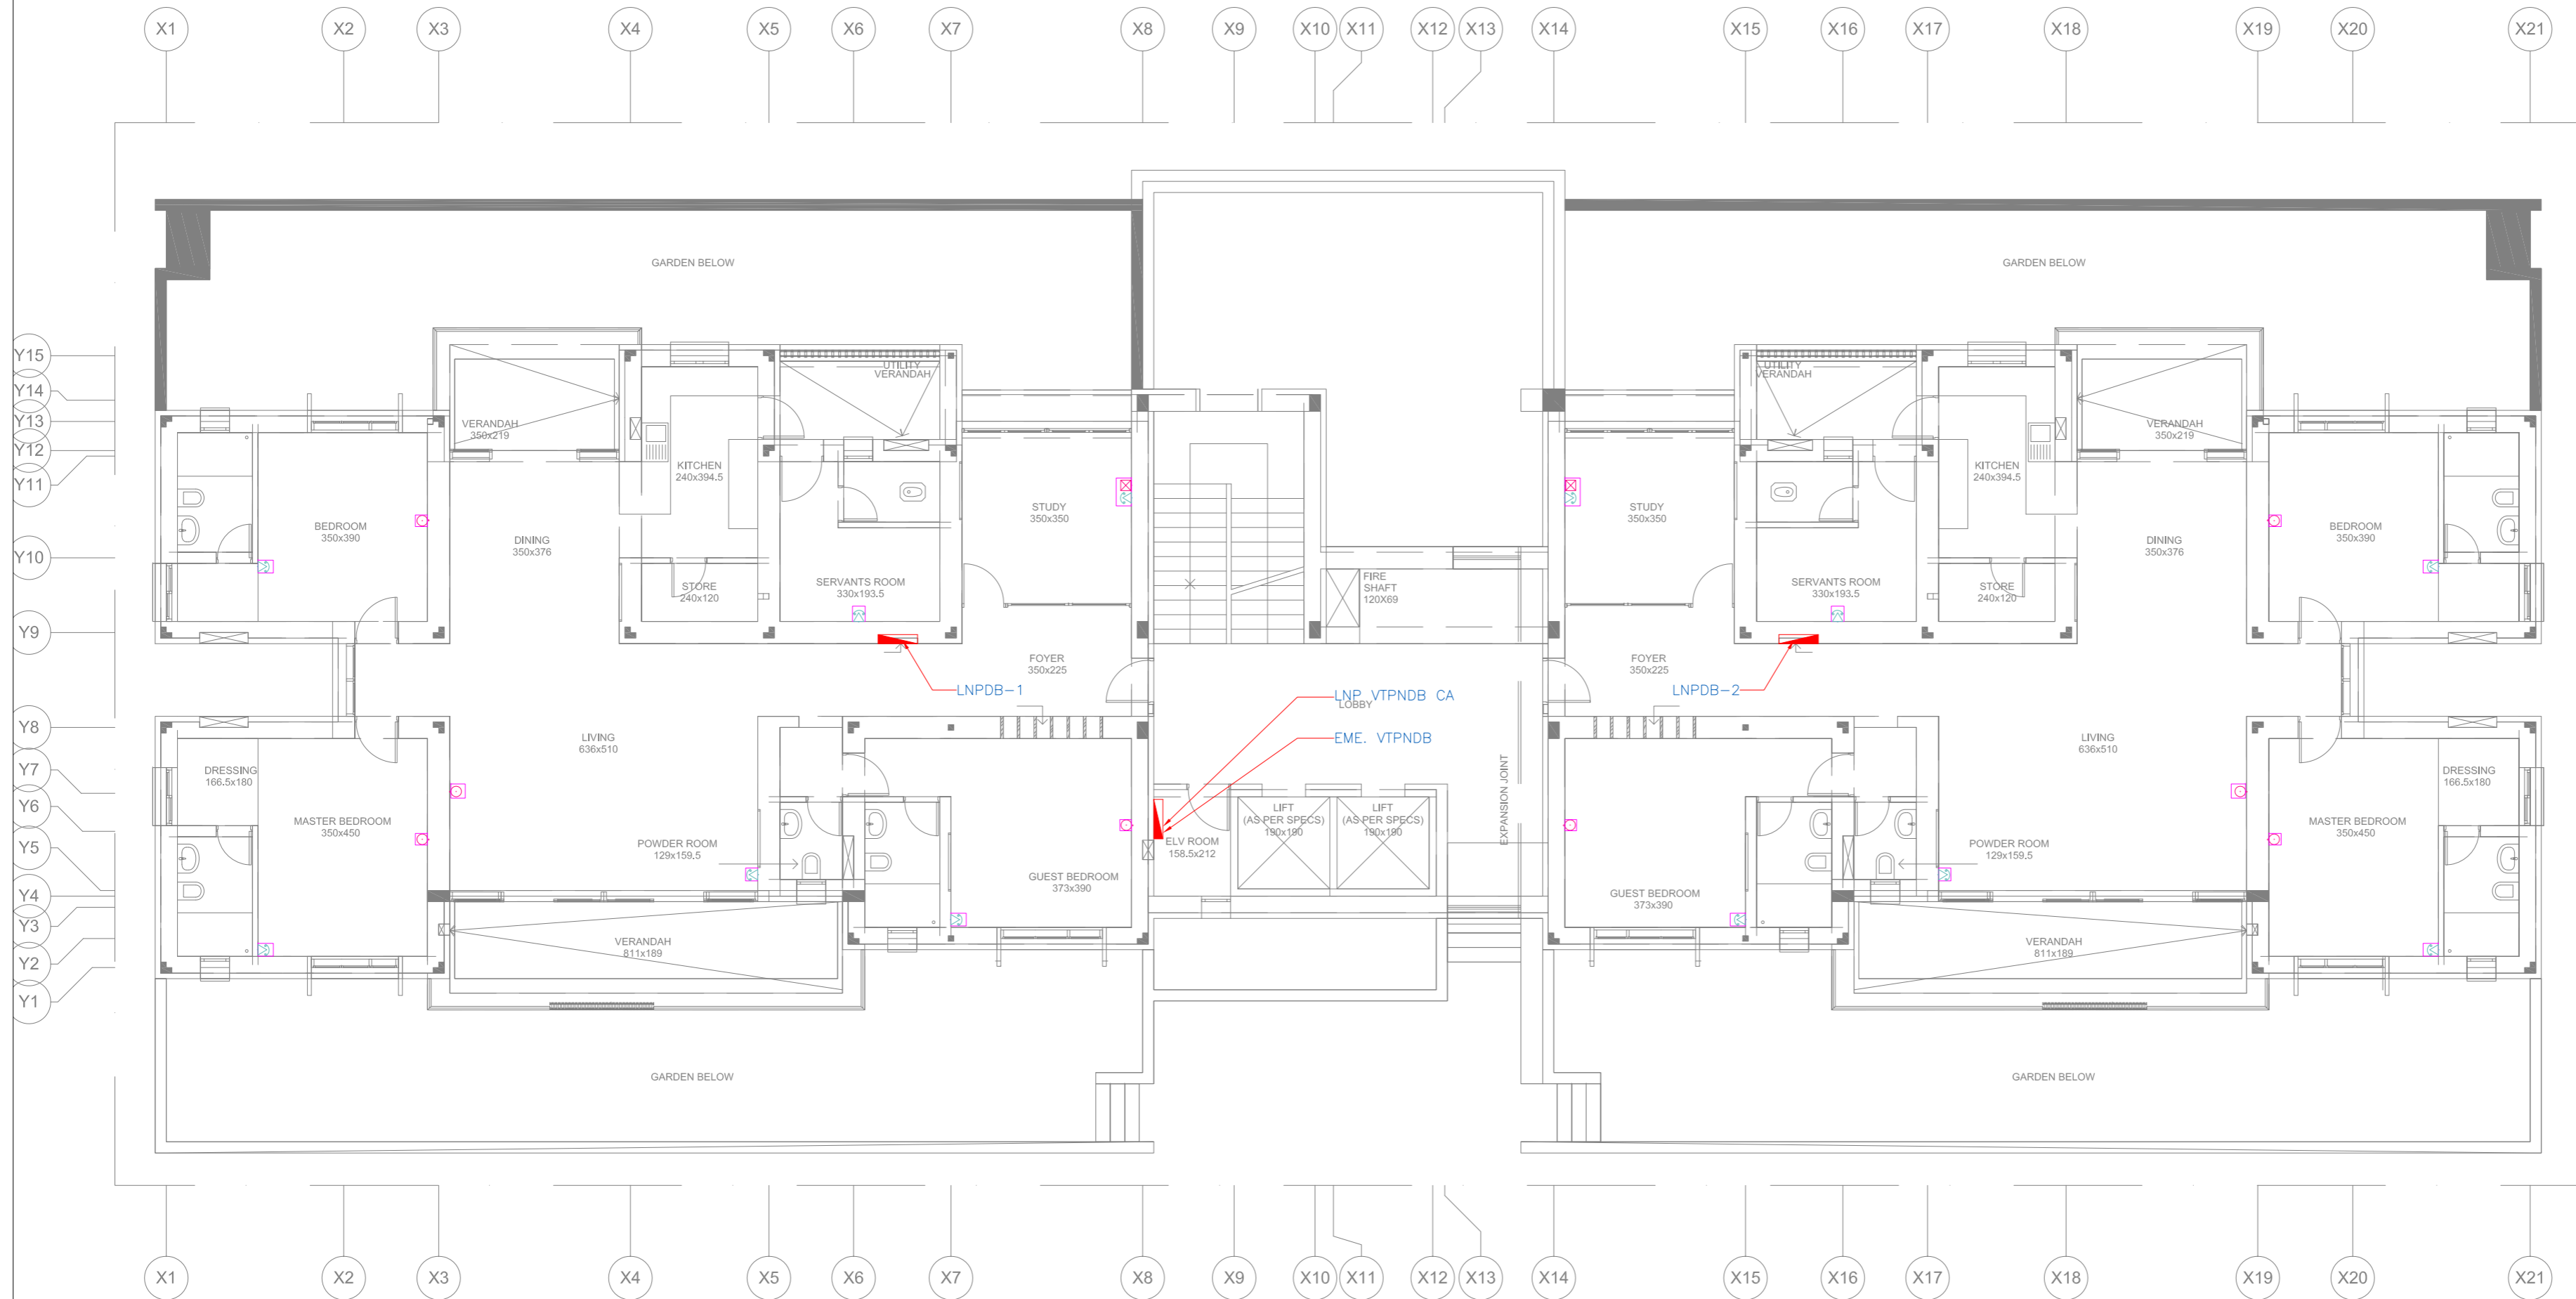 X1 X2 X3 X4 X5 X6 X7 X8 X9 X10 X11 X12 X13 X14 X15 X16 X17 X18 X19 X20 X21
GARDEN BELOW
GARDEN BELOW
Y15
Y14
Y13
Y12
Y11
Y10
Y9
Y8
Y7
Y6
Y5
Y4
Y3
Y2
Y1
UTILITY
VERANDAH
VERANDAH
350x219
KITCHEN
240x394.5
BEDROOM
350x390
DINING
350x376
STUDY
350x350
STORE
240x120
SERVANTS ROOM
330x193.5
FOYER
350x225
LNPDB-1
LIVING
636x510
DRESSING
166.5x180
MASTER BEDROOM
350x450
POWDER ROOM
129x159.5
GUEST BEDROOM
373x390
VERANDAH
811x189
GARDEN BELOW
FIRE
SHAFT
120X69
LNP VTPNDB CA
LOBBY
EME. VTPNDB
LIFT
(AS PER SPECS)
190x190
LIFT
(AS PER SPECS)
190x190
ELV ROOM
158.5x212
EXPANSION JOINT
UTILITY
VERANDAH
VERANDAH
350x219
KITCHEN
240x394.5
STUDY
350x350
BEDROOM
350x390
DINING
350x376
SERVANTS ROOM
330x193.5
STORE
240x120
FOYER
350x225
LNPDB-2
LIVING
636x510
DRESSING
166.5x180
MASTER BEDROOM
350x450
POWDER ROOM
129x159.5
GUEST BEDROOM
373x390
VERANDAH
811x189
GARDEN BELOW
X1 X2 X3 X4 X5 X6 X7 X8 X9 X10 X11 X12 X13 X14 X15 X16 X17 X18 X19 X20 X21